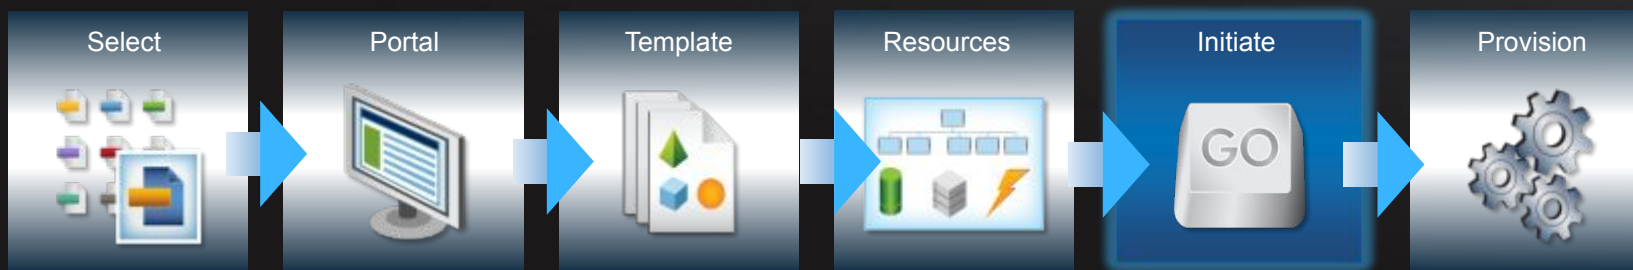 Select
Portal
Template
Resources
Initiate
Provision
GO